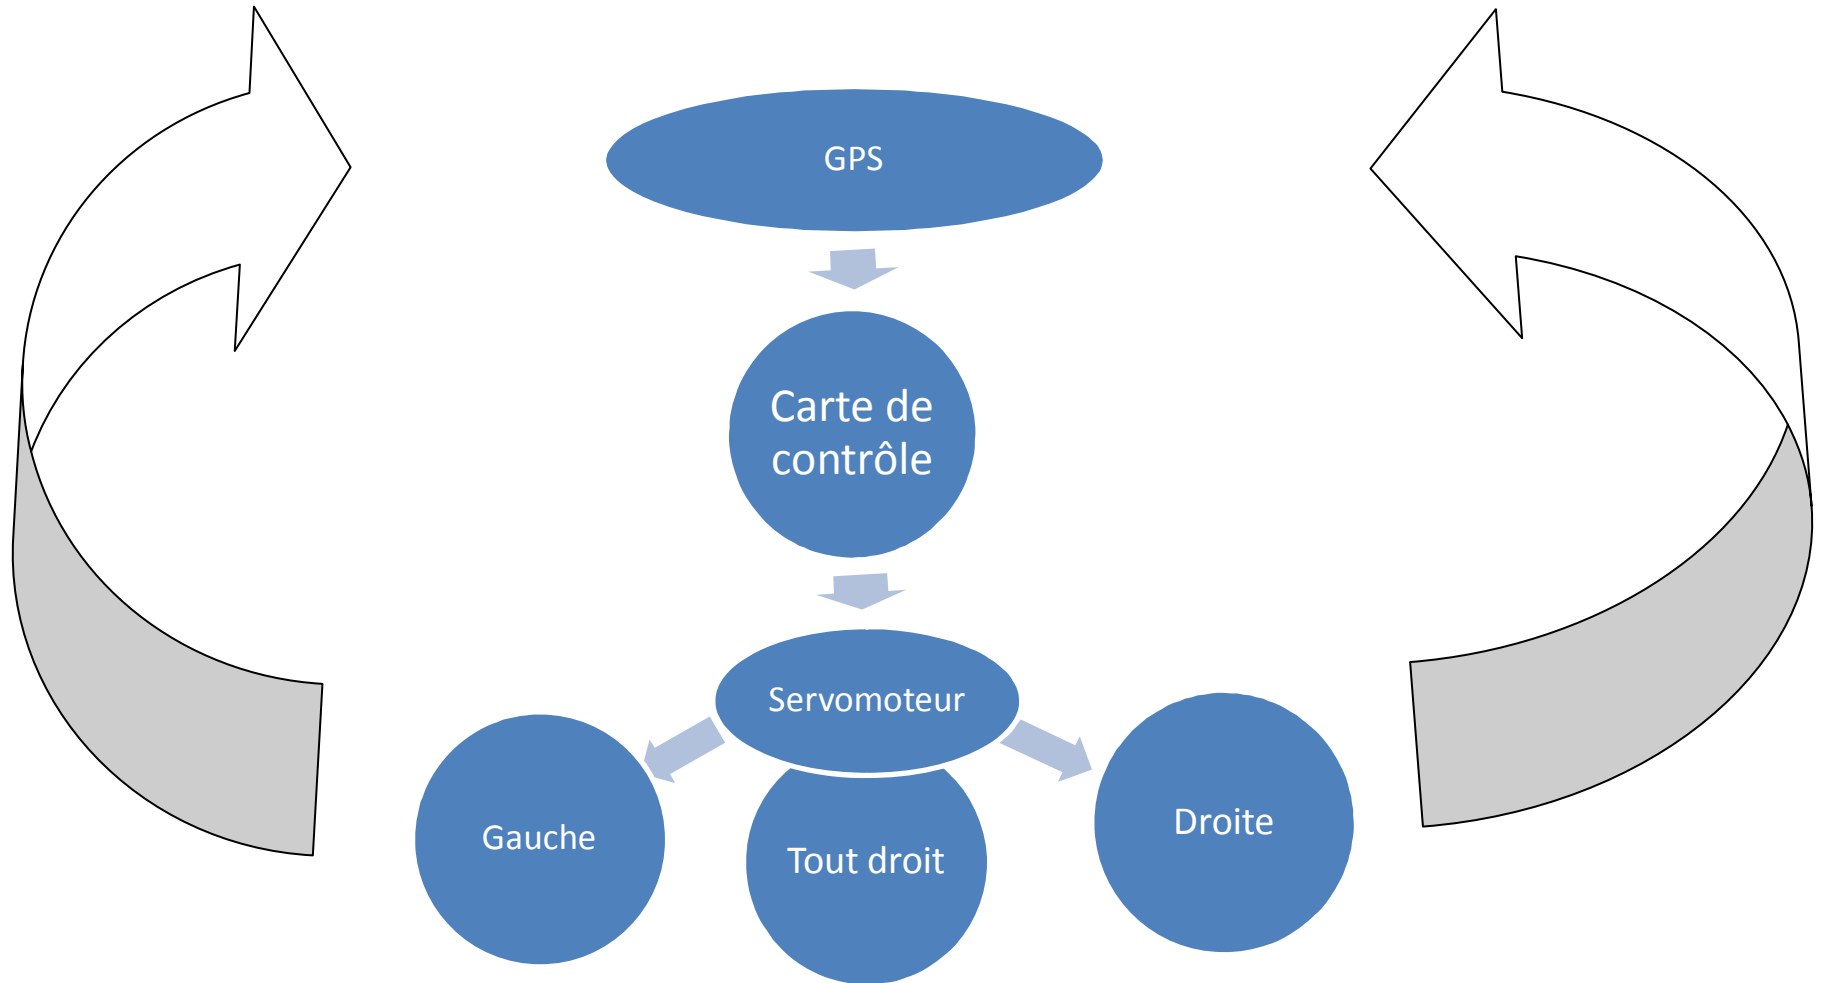 GPS
Carte de
contrôle
Servomoteur
Gauche
Tout droit
Droite